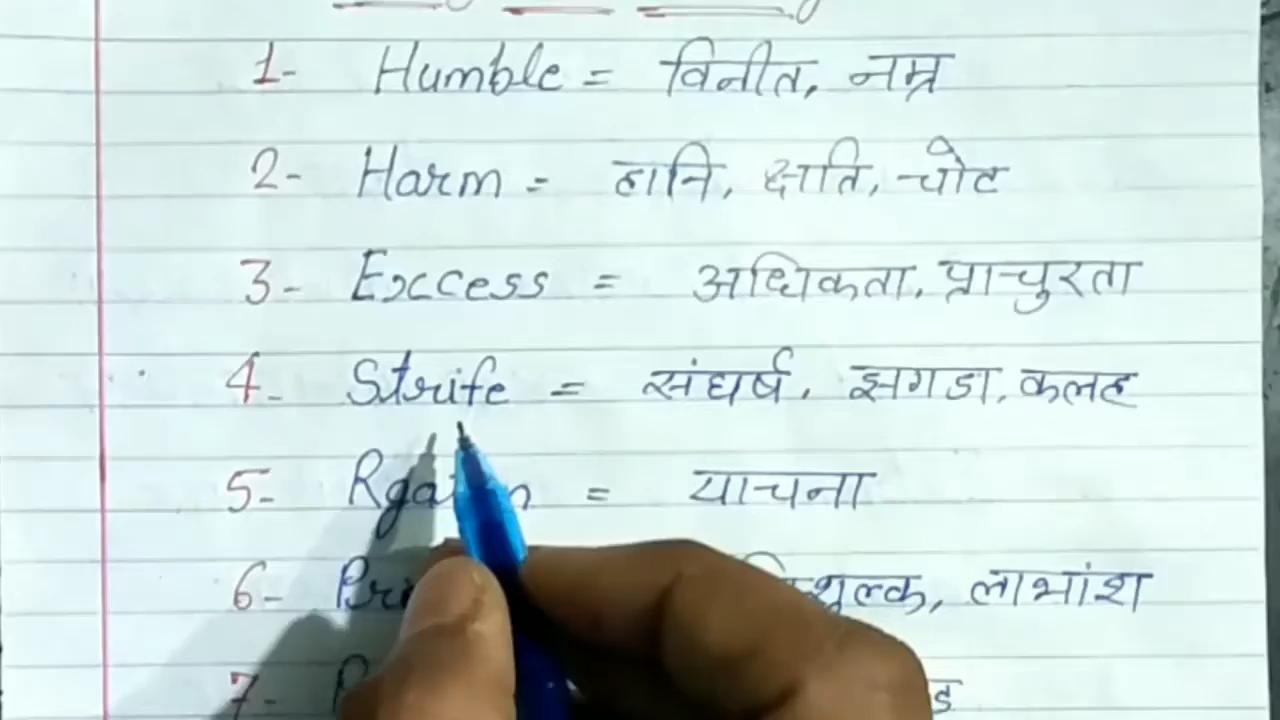 1- Humble = विनीत, नम्र
2- Harm = हानि, क्षति, चोट
3- Excess = अधिकता, प्राचुरता
4- Strife = संघर्ष, झगडा, कलह
5- = याचना
6- लाभांश
7-